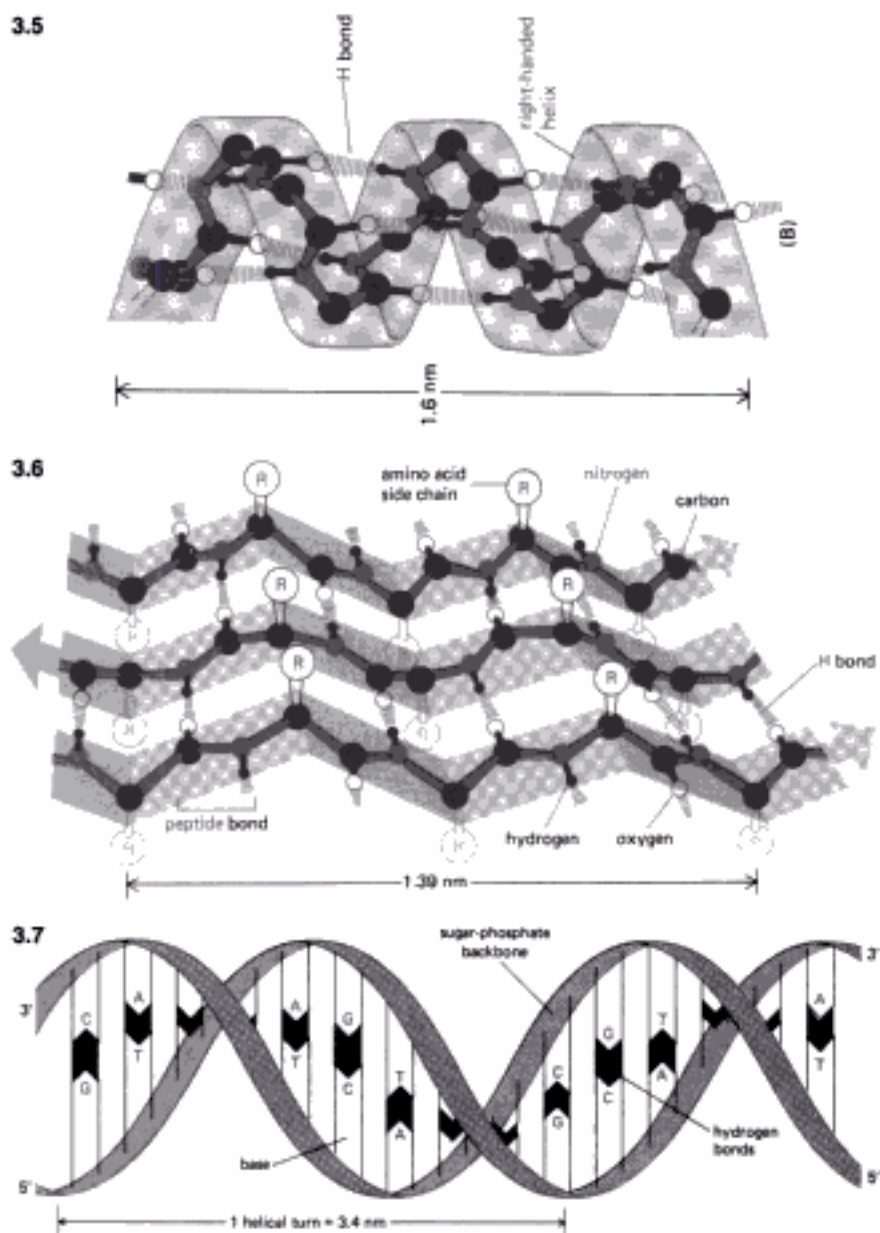 3.5
H bond
right-handed
helix
(B)
1.6 nm
3.6
R
amino acid
side chain
R
nitrogen
carbon
R
R
R
R
H bond
peptide bond
hydrogen
oxygen
1.39 nm
3.7
sugar-phosphate
backbone
3'
3'
C
G
A
T
A
T
G
C
T
A
C
G
G
C
T
A
A
T
base
hydrogen
bonds
5'
5'
1 helical turn = 3.4 nm